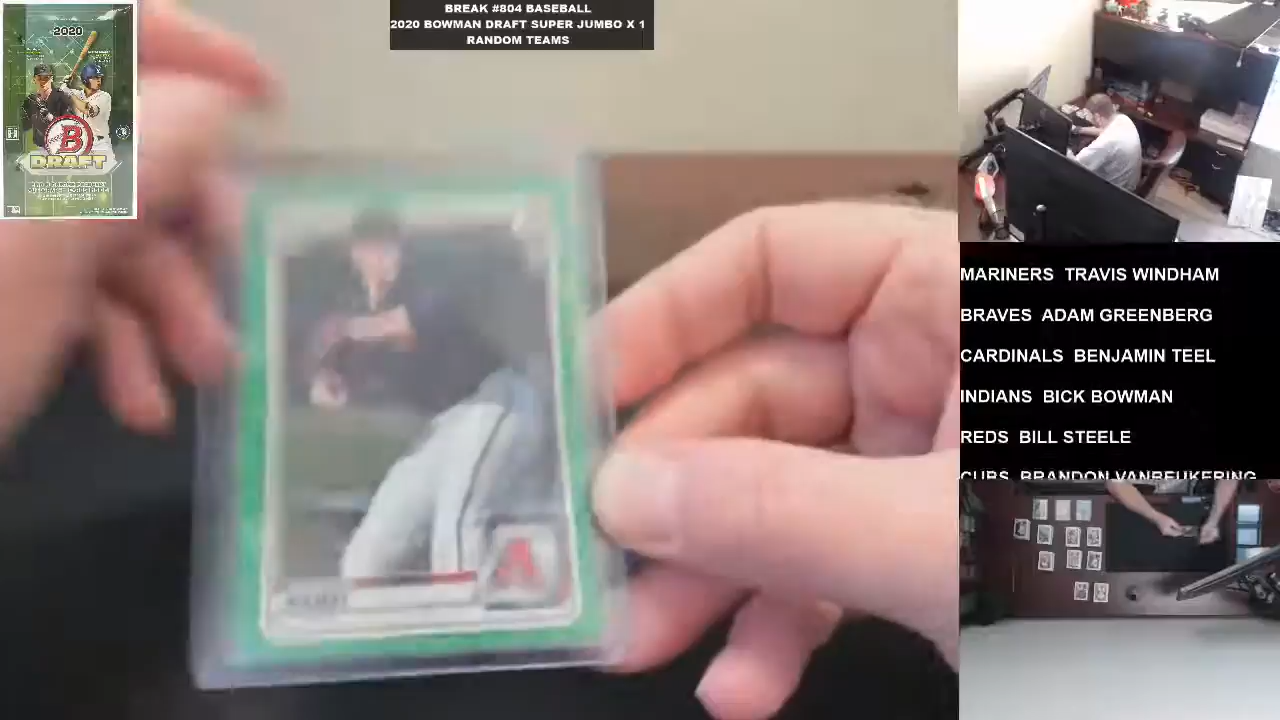 BREAK #804 BASEBALL
2020 BOWMAN DRAFT SUPER JUMBO X 1
RANDOM TEAMS
2020
B
DRAFT
A
MARINERS TRAVIS WINDHAM
BRAVES ADAM GREENBERG
CARDINALS BENJAMIN TEEL
INDIANS BICK BOWMAN
REDS BILL STEELE
CUBS BRANDON VANBEUKERING